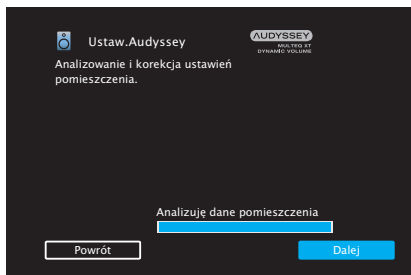 Ustaw.Audyssey
AUDYSSEY
MULTEQ XT
DYNAMIC VOLUME
Analizowanie i korekcja ustawień
pomieszczenia.
Analizuję dane pomieszczenia
Powrót
Dalej